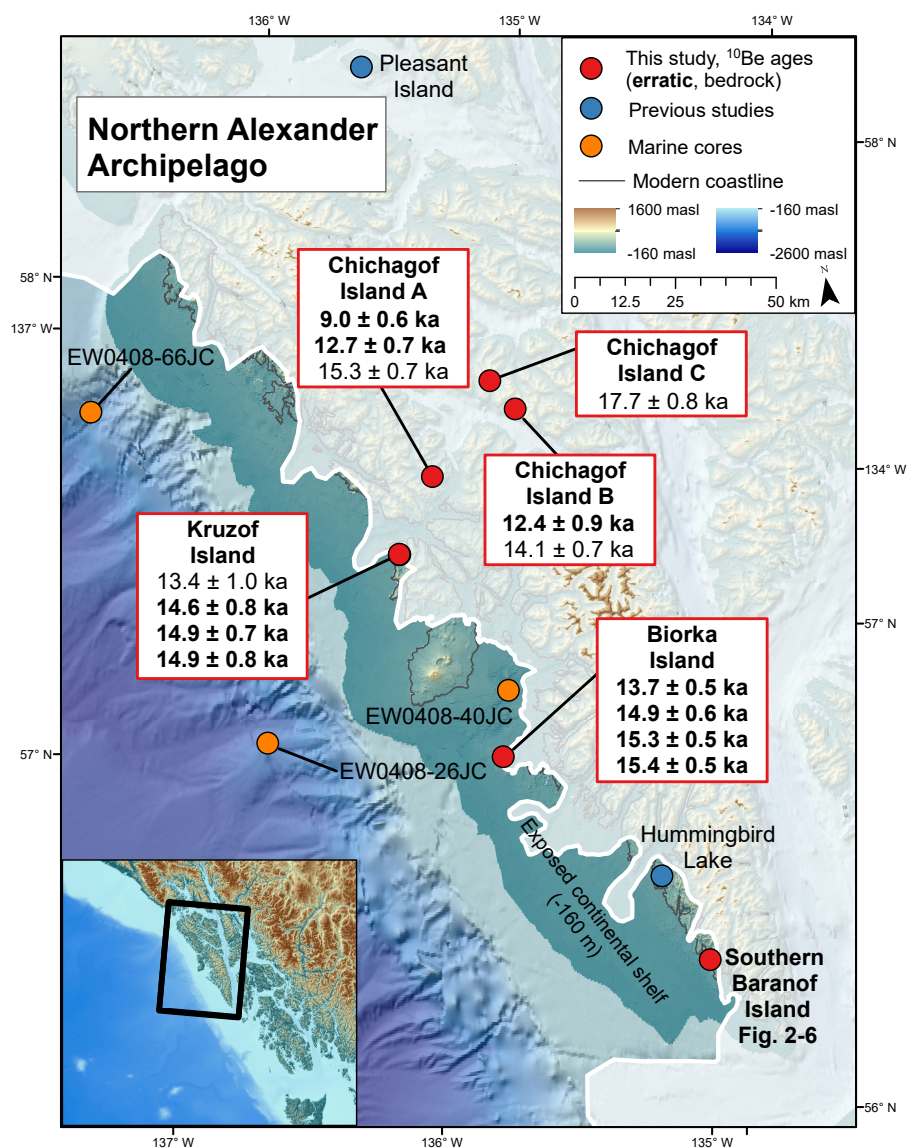 136° W
135° W
134° W
Pleasant
Island
This study, ¹⁰Be ages
(erratic, bedrock)
Previous studies
Marine cores
Modern coastline
1600 masl
-160 masl
-160 masl
-2600 masl
N
0
12.5
25
50 km
Northern Alexander
Archipelago
58° N
58° N
137° W
Chichagof
Island A
9.0 ± 0.6 ka
12.7 ± 0.7 ka
15.3 ± 0.7 ka
EW0408-66JC
Chichagof
Island C
17.7 ± 0.8 ka
134° W
Chichagof
Island B
12.4 ± 0.9 ka
14.1 ± 0.7 ka
Kruzof
Island
13.4 ± 1.0 ka
14.6 ± 0.8 ka
14.9 ± 0.7 ka
14.9 ± 0.8 ka
57° N
Biorka
Island
13.7 ± 0.5 ka
14.9 ± 0.6 ka
15.3 ± 0.5 ka
15.4 ± 0.5 ka
EW0408-40JC
57° N
EW0408-26JC
Exposed continental shelf
(-160 m)
Hummingbird
Lake
Southern
Baranof
Island
Fig. 2-6
56° N
137° W
136° W
135° W